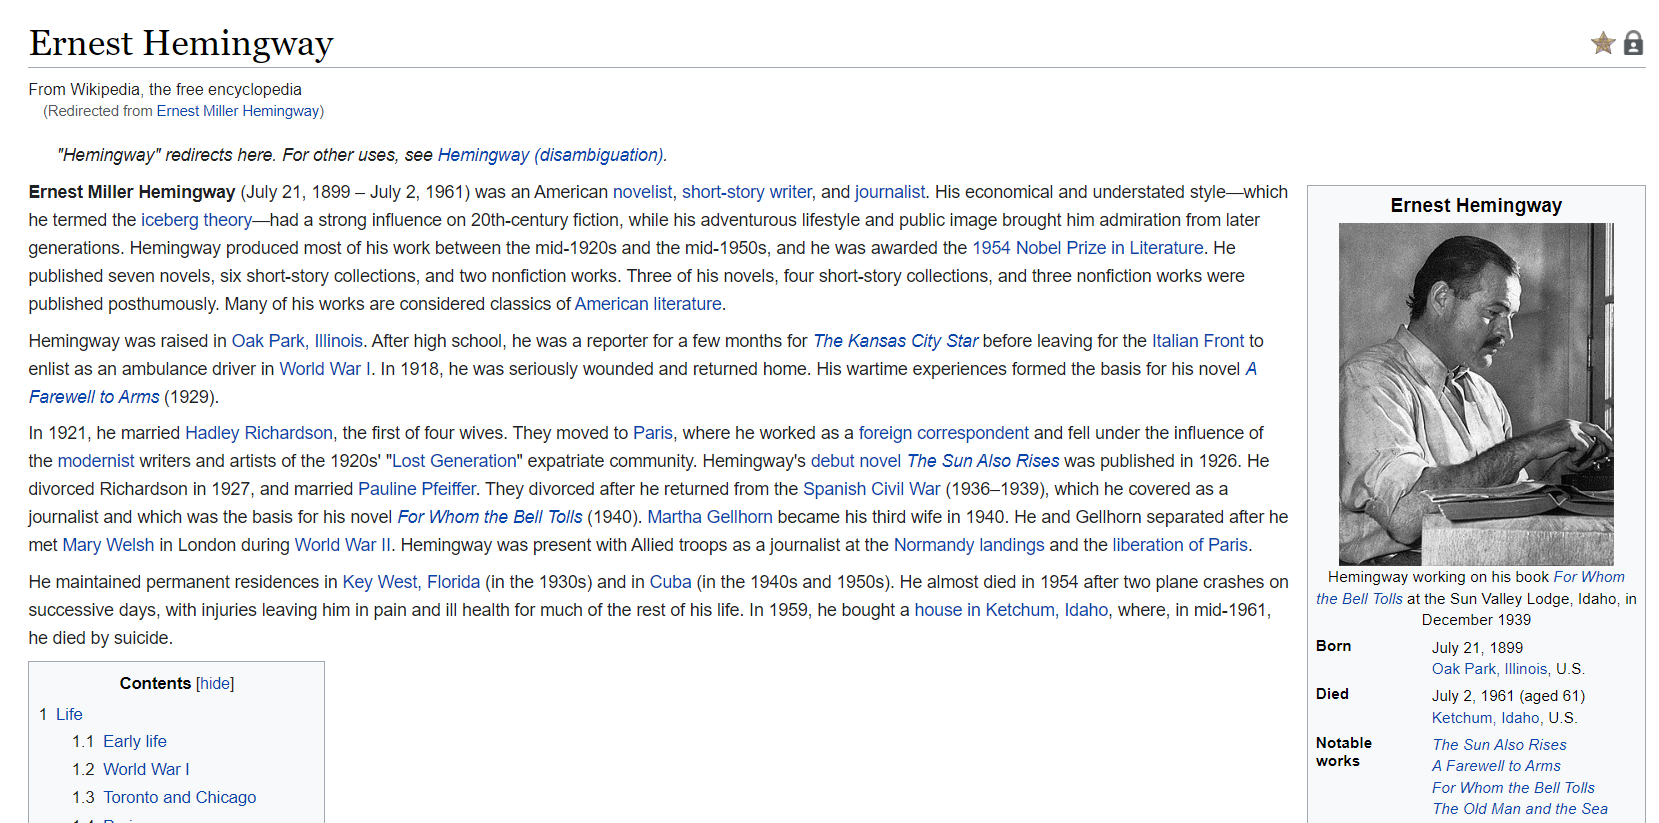 Ernest Hemingway
From Wikipedia, the free encyclopedia
(Redirected from Ernest Miller Hemingway)
"Hemingway" redirects here. For other uses, see Hemingway (disambiguation).
Ernest Miller Hemingway (July 21, 1899 – July 2, 1961) was an American novelist, short-story writer, and journalist. His economical and understated style—which
he termed the iceberg theory—had a strong influence on 20th-century fiction, while his adventurous lifestyle and public image brought him admiration from later
generations. Hemingway produced most of his work between the mid-1920s and the mid-1950s, and he was awarded the 1954 Nobel Prize in Literature. He
published seven novels, six short-story collections, and two nonfiction works. Three of his novels, four short-story collections, and three nonfiction works were
published posthumously. Many of his works are considered classics of American literature.
Hemingway was raised in Oak Park, Illinois. After high school, he was a reporter for a few months for The Kansas City Star before leaving for the Italian Front to
enlist as an ambulance driver in World War I. In 1918, he was seriously wounded and returned home. His wartime experiences formed the basis for his novel A
Farewell to Arms (1929).
In 1921, he married Hadley Richardson, the first of four wives. They moved to Paris, where he worked as a foreign correspondent and fell under the influence of
the modernist writers and artists of the 1920s' "Lost Generation" expatriate community. Hemingway's debut novel The Sun Also Rises was published in 1926. He
divorced Richardson in 1927, and married Pauline Pfeiffer. They divorced after he returned from the Spanish Civil War (1936–1939), which he covered as a
journalist and which was the basis for his novel For Whom the Bell Tolls (1940). Martha Gellhorn became his third wife in 1940. He and Gellhorn separated after he
met Mary Welsh in London during World War II. Hemingway was present with Allied troops as a journalist at the Normandy landings and the liberation of Paris.
He maintained permanent residences in Key West, Florida (in the 1930s) and in Cuba (in the 1940s and 1950s). He almost died in 1954 after two plane crashes on
successive days, with injuries leaving him in pain and ill health for much of the rest of his life. In 1959, he bought a house in Ketchum, Idaho, where, in mid-1961,
he died by suicide.
Contents [hide]
1 Life
1.1 Early life
1.2 World War I
1.3 Toronto and Chicago
Ernest Hemingway
Hemingway working on his book For Whom
the Bell Tolls at the Sun Valley Lodge, Idaho, in
December 1939
Born July 21, 1899
Oak Park, Illinois, U.S.
Died July 2, 1961 (aged 61)
Ketchum, Idaho, U.S.
Notable works The Sun Also Rises
A Farewell to Arms
For Whom the Bell Tolls
The Old Man and the Sea